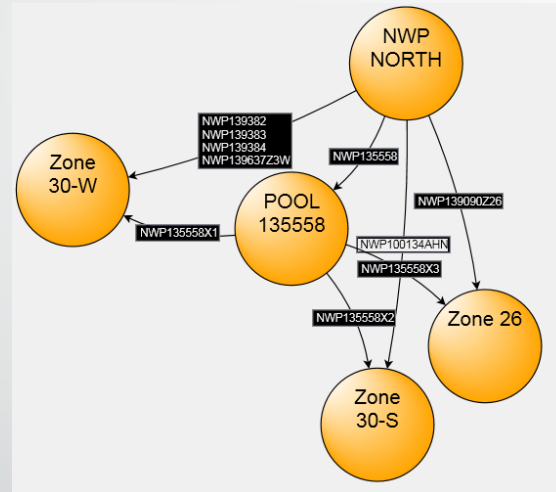 NWP
NORTH
NWP139382
NWP139383
NWP139384
NWP139637Z3W
NWP135558
Zone
30-W
NWP139090Z26
POOL
135558
NWP135558X1
NWP100134AHN
NWP135558X3
NWP135558X2
Zone 26
Zone
30-S